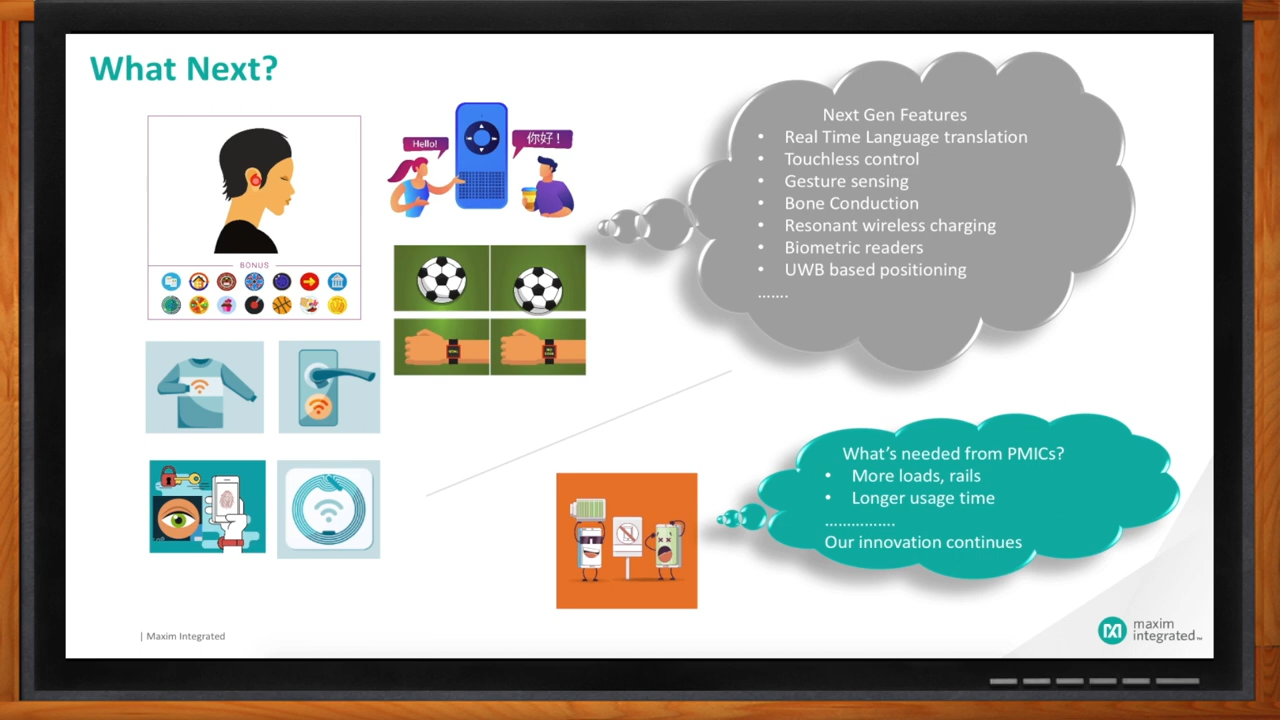 What Next?
Hello!
你好!
BONUS
Next Gen Features
• Real Time Language translation
• Touchless control
• Gesture sensing
• Bone Conduction
• Resonant wireless charging
• Biometric readers
• UWB based positioning
.......
What's needed from PMICs?
• More loads, rails
• Longer usage time
................
Our innovation continues
| Maxim Integrated
maxim
integrated™